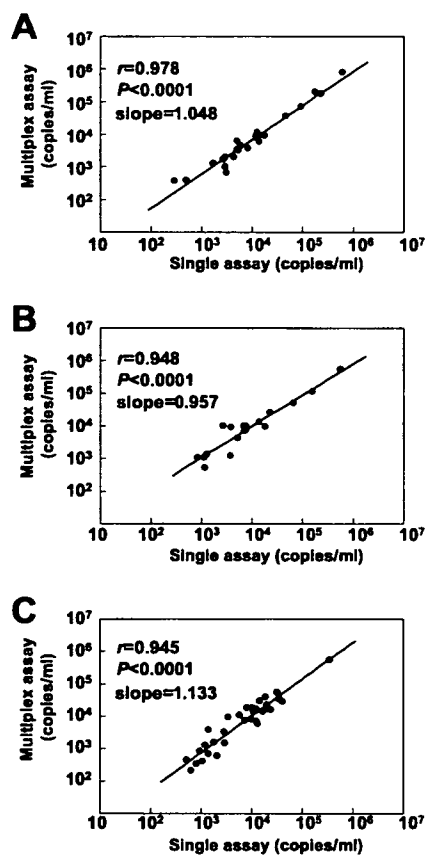 A
10⁷
10⁶
10⁵
10⁴
10³
10²
10
Multiplex assay
(copies/ml)
r=0.978
P<0.0001
slope=1.048
10 10² 10³ 10⁴ 10⁵ 10⁶ 10⁷
Single assay (copies/ml)
B
10⁷
10⁶
10⁵
10⁴
10³
10²
10
Multiplex assay
(copies/ml)
r=0.948
P<0.0001
slope=0.957
10 10² 10³ 10⁴ 10⁵ 10⁶ 10⁷
Single assay (copies/ml)
C
10⁷
10⁶
10⁵
10⁴
10³
10²
10
Multiplex assay
(copies/ml)
r=0.945
P<0.0001
slope=1.133
10 10² 10³ 10⁴ 10⁵ 10⁶ 10⁷
Single assay (copies/ml)